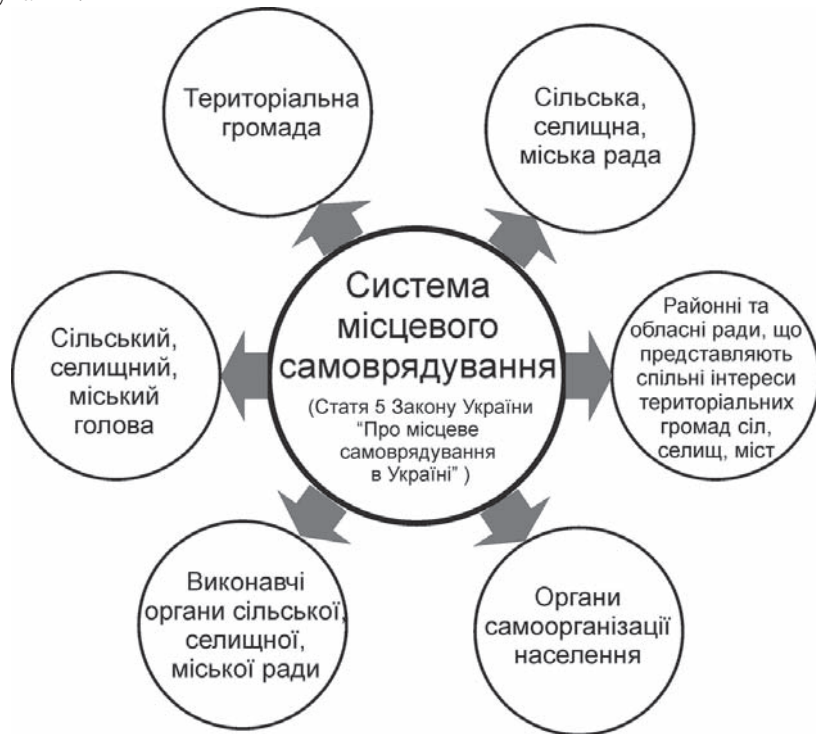 Територіальна
громада
Сільська,
селищна,
міська рада
Система
місцевого
самоврядування
(Статя 5 Закону України
“Про місцеве
самоврядування
в Україні” )
Сільський,
селищний,
міський
голова
Районні та
обласні ради, що
представляють
спільні інтереси
територіальних
громад сіл,
селищ, міст
Виконавчі
органи сільської,
селищної,
міської ради
Органи
самоорганізації
населення